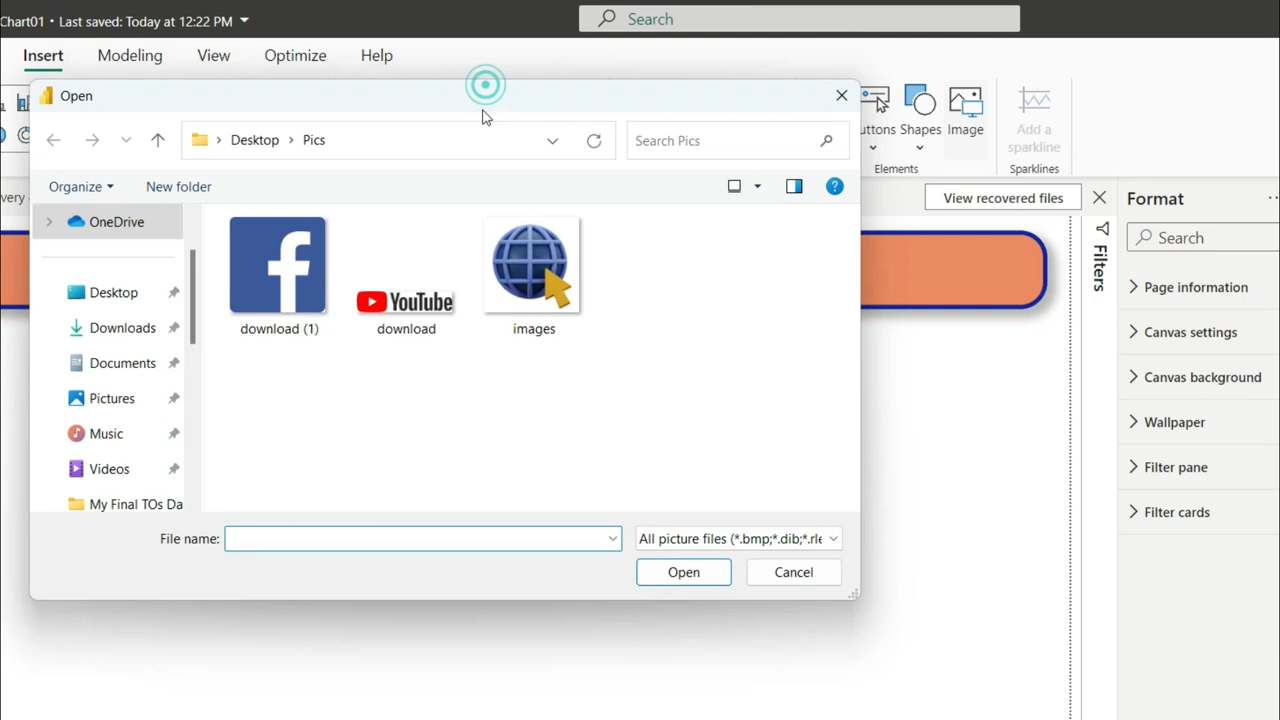 Chart01 • Last saved: Today at 12:22 PM
Search
Insert
Modeling
View
Optimize
Help
Open
Shapes
Image
Add a
sparkline
Elements
Sparklines
Desktop
Pics
Search Pics
Organize
New folder
View recovered files
Format
Search
OneDrive
Desktop
Downloads
Documents
Pictures
Music
Videos
My Final TOs Da
f
YouTube
download (1)
download
images
Filters
Page information
Canvas settings
Canvas background
Wallpaper
Filter pane
Filter cards
File name:
All picture files (*.bmp;*.dib;*.rle
Open
Cancel